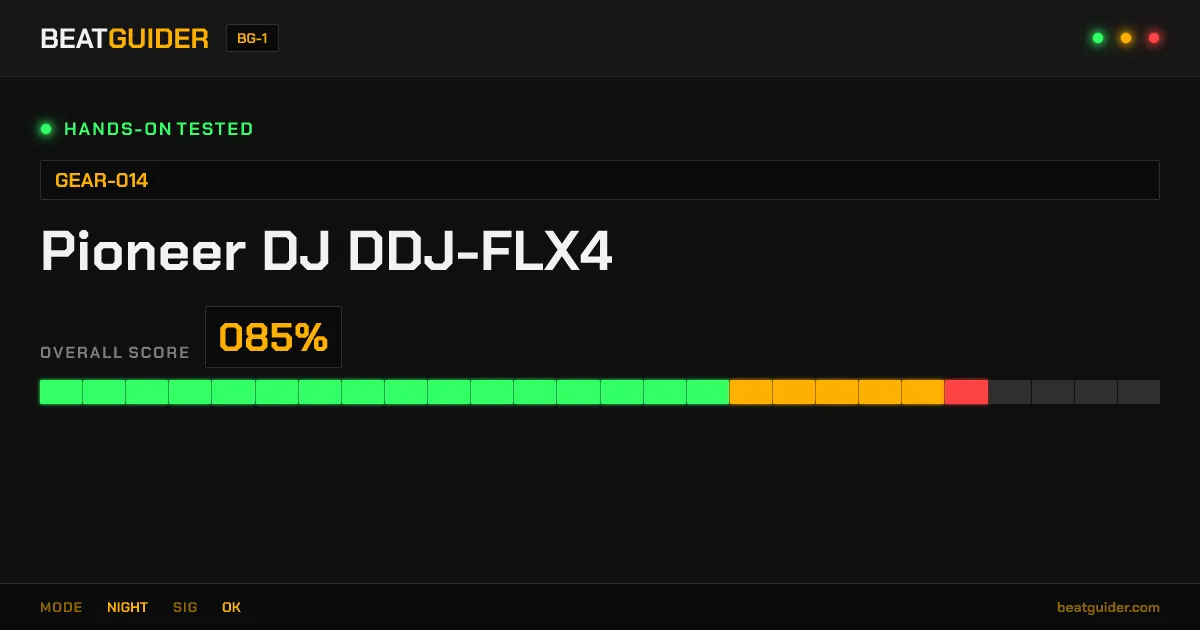 BEATGUIDER BG-1
HANDS-ON TESTED
GEAR-014
Pioneer DJ DDJ-FLX4
OVERALL SCORE 085%
MODE NIGHT SIG OK beatguider.com